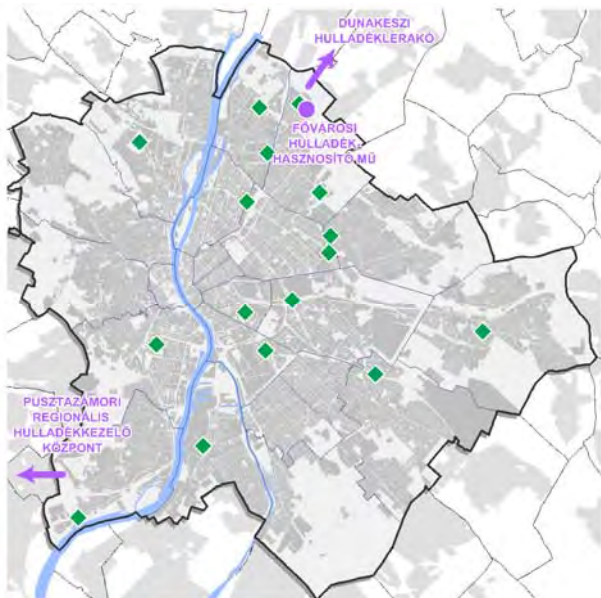 DUNAKESZI
HULLADÉKLERAKÓ
FŐVÁROSI
HULLADÉK-
HASZNOSÍTÓ MŰ
PUSZTAZÁMORI
REGIONÁLIS
HULLADÉKKEZELŐ
KÖZPONT